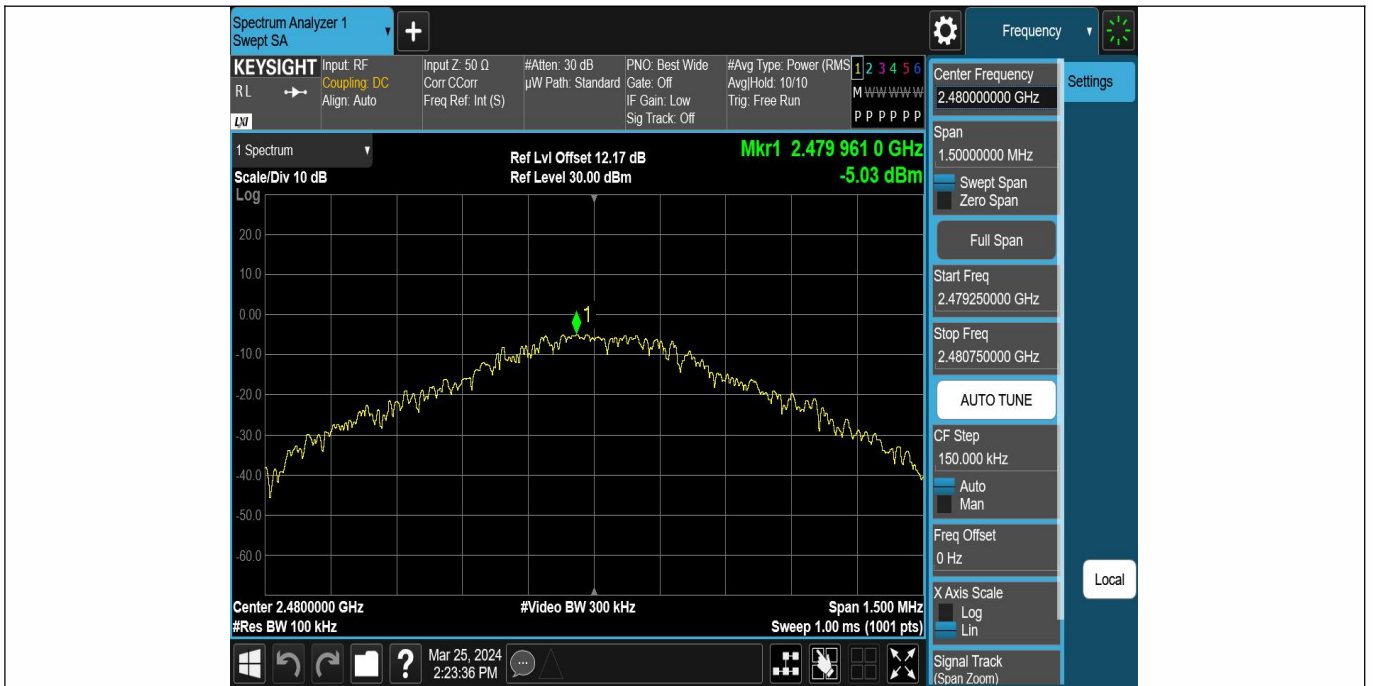 Spectrum Analyzer 1
Swept SA
+
Frequency
KEYSIGHT
RL
LXI
Input: RF
Coupling: DC
Align: Auto
Input Z: 50 Ω
Corr CCorr
Freq Ref: Int (S)
#Atten: 30 dB
µW Path: Standard
PNO: Best Wide
Gate: Off
IF Gain: Low
Sig Track: Off
#Avg Type: Power (RMS
Avg|Hold: 10/10
Trig: Free Run
1 2 3 4 5 6
M W W W W W
P P P P P P
1 Spectrum
Scale/Div 10 dB
Log
Ref Lvl Offset 12.17 dB
Ref Level 30.00 dBm
Mkr1 2.479 961 0 GHz
-5.03 dBm
20.0
10.0
0.00
-10.0
-20.0
-30.0
-40.0
-50.0
-60.0
1
Center 2.4800000 GHz
#Res BW 100 kHz
#Video BW 300 kHz
Span 1.500 MHz
Sweep 1.00 ms (1001 pts)
Mar 25, 2024
2:23:36 PM
?
Center Frequency
2.480000000 GHz
Span
1.50000000 MHz
Swept Span
Zero Span
Full Span
Start Freq
2.479250000 GHz
Stop Freq
2.480750000 GHz
AUTO TUNE
CF Step
150.000 kHz
Auto
Man
Freq Offset
0 Hz
X Axis Scale
Log
Lin
Signal Track
(Span Zoom)
Settings
Local